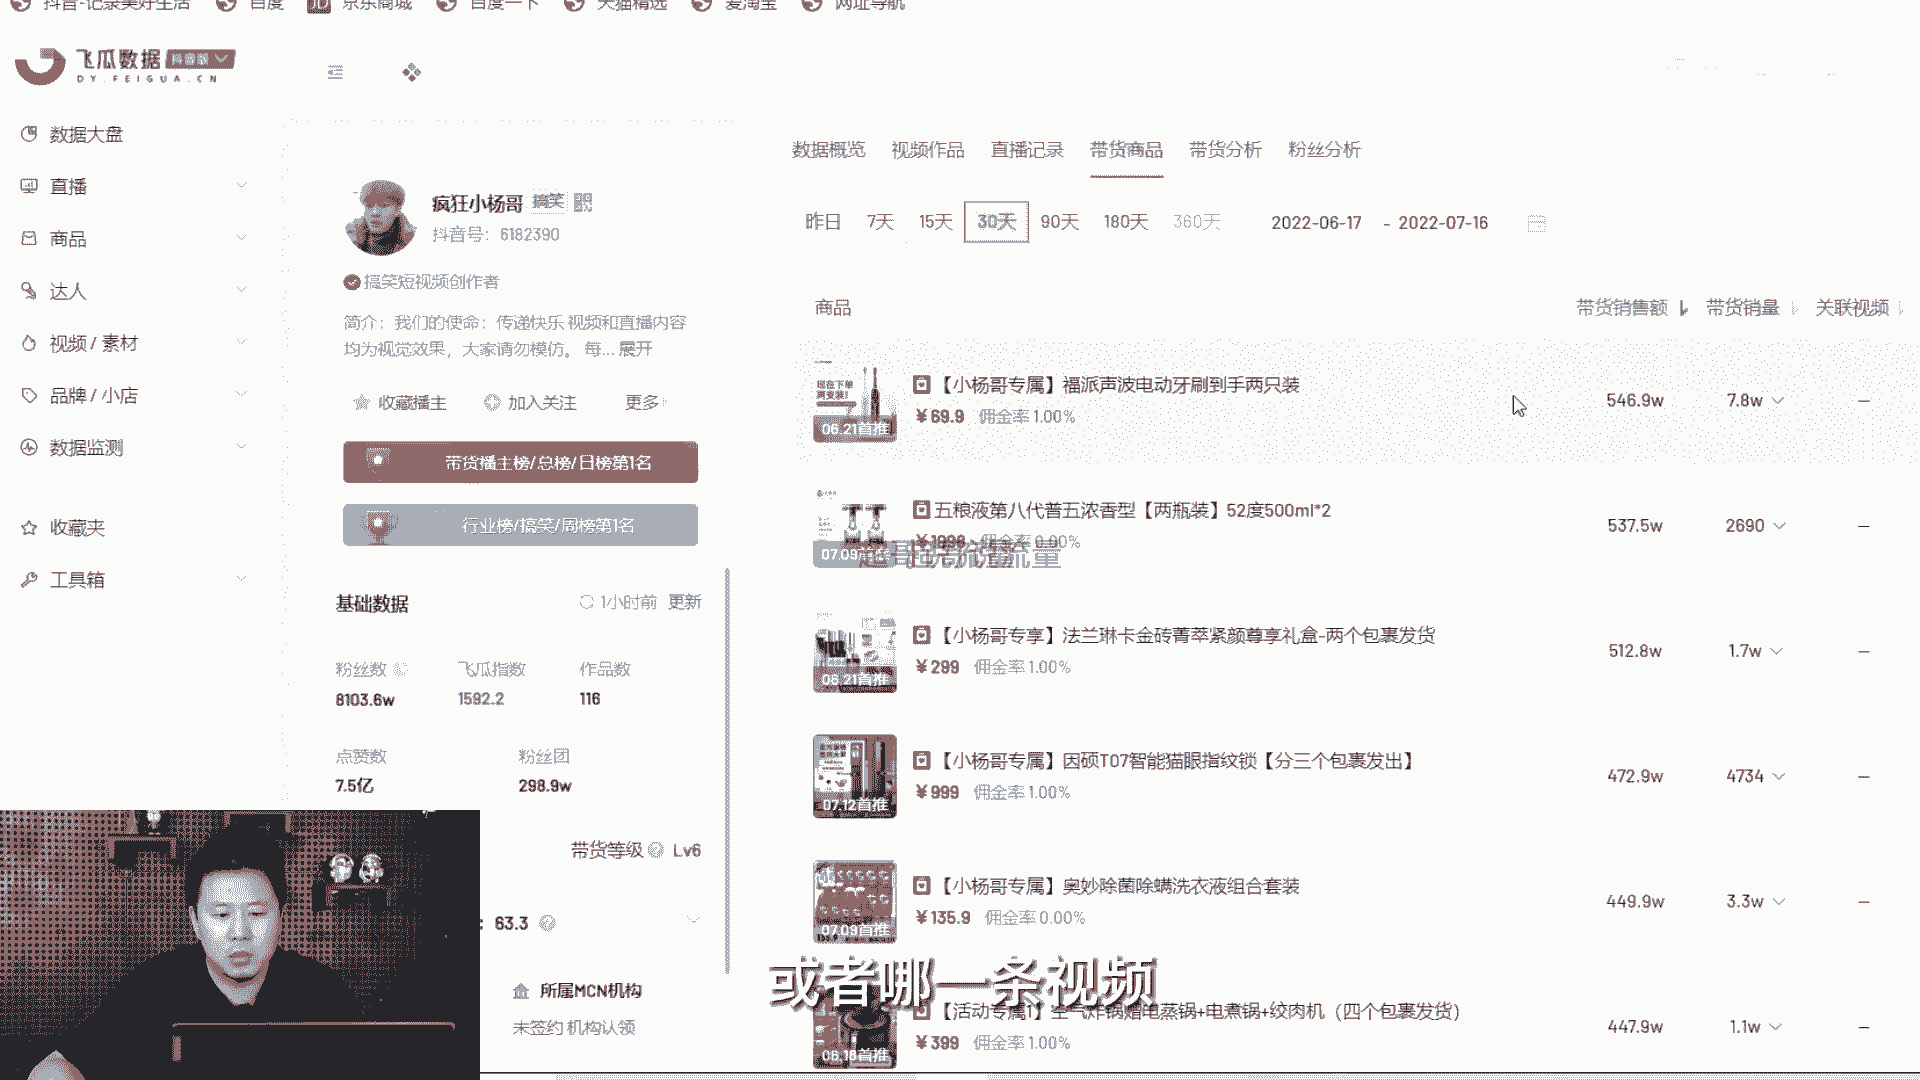 抖音-记录美好生活 百度 京东商城 百度一下 天猫精选 爱淘宝 网址导航
飞瓜数据 抖音版
DY.FEIGUA.CN
数据大盘
直播
商品
达人
视频 / 素材
品牌 / 小店
数据监测
收藏夹
工具箱
疯狂小杨哥 搞笑
抖音号：6182390
搞笑短视频创作者
简介：我们的使命：传递快乐 视频和直播内容
均为视觉效果，大家请勿模仿。 每... 展开
收藏播主 加入关注 更多
带货播主榜/总榜/日榜第1名
行业榜/搞笑/周榜第1名
基础数据 1小时前 更新
粉丝数 飞瓜指数 作品数
8103.6w 1592.2 116
点赞数 粉丝团
7.5亿 298.9w
带货等级 Lv6
: 63.3
所属MCN机构
未签约 机构认领
数据概览 视频作品 直播记录 带货商品 带货分析 粉丝分析
昨日 7天 15天 30天 90天 180天 360天 2022-06-17 - 2022-07-16
商品 带货销售额 带货销量 关联视频
现在下单
06.21首推
【小杨哥专属】福派声波电动牙刷到手两只装 546.9w 7.8w –
¥69.9 佣金率 1.00%
五粮液第八代普五浓香型【两瓶装】52度500ml*2 537.5w 2690 –
¥1998 佣金率 0.00%
07.09首推
【小杨哥专享】法兰琳卡金砖菁萃紧颜尊享礼盒-两个包裹发货 512.8w 1.7w –
¥299 佣金率 1.00%
06.21首推
【小杨哥专属】因硕T07智能猫眼指纹锁【分三个包裹发出】 472.9w 4734 –
¥999 佣金率 1.00%
07.12首推
【小杨哥专属】奥妙除菌除螨洗衣液组合套装 449.9w 3.3w –
¥135.9 佣金率 0.00%
07.09首推
或者哪一条视频
【活动专属1】空气炸锅赠电蒸锅+电煮锅+绞肉机（四个包裹发货） 447.9w 1.1w –
¥399 佣金率 1.00%
06.18首推